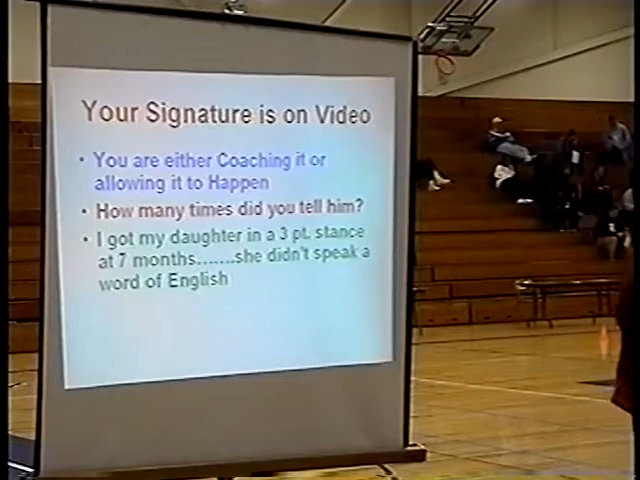 Your Signature is on Video
• You are either Coaching it or
allowing it to Happen
• How many times did you tell him?
• I got my daughter in a 3 pt. stance
at 7 months.......she didn't speak a
word of English